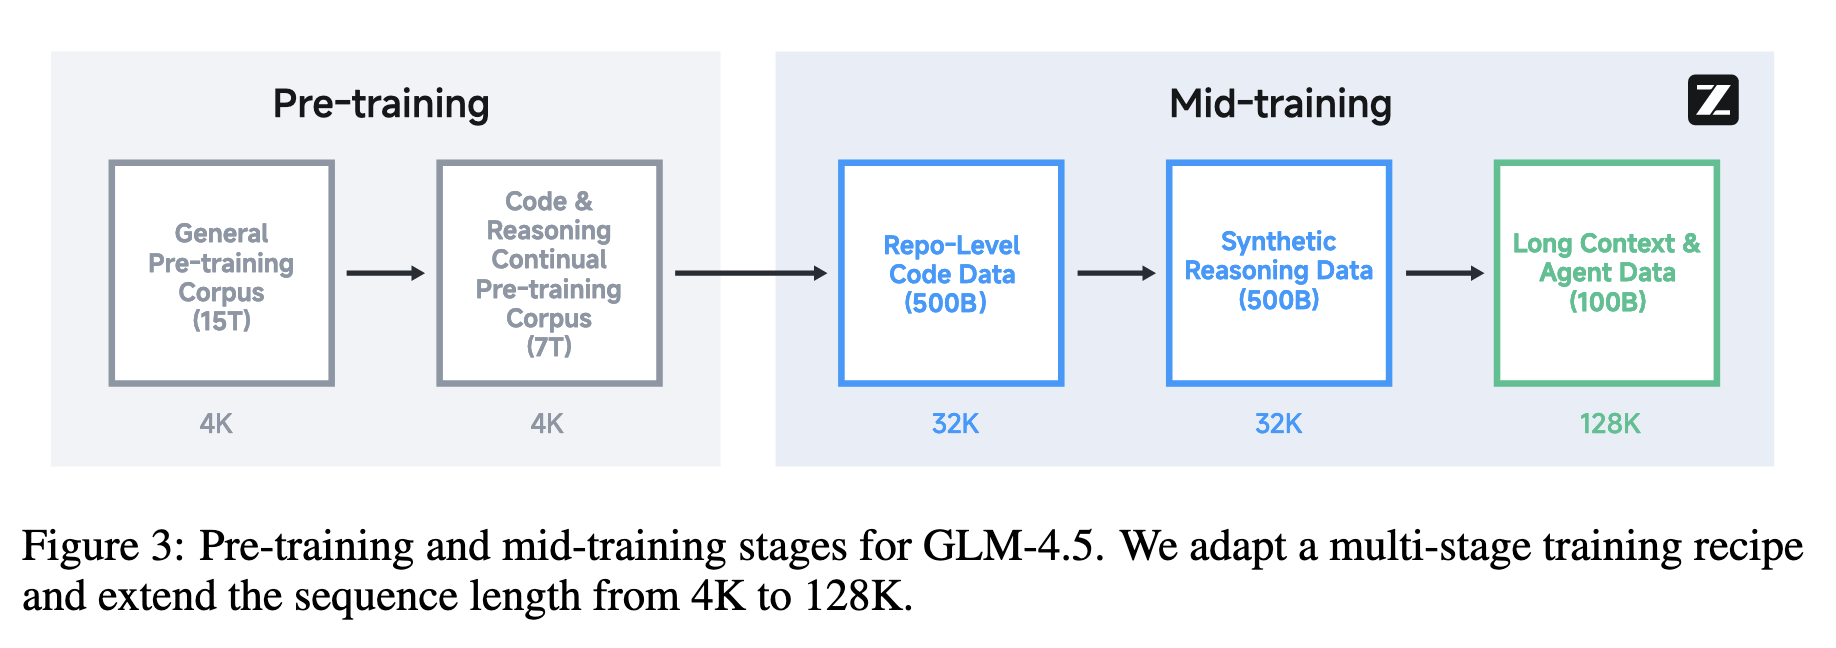 Pre-training
Mid-training
Z
General
Pre-training
Corpus
(15T)
4K
Code &
Reasoning
Continual
Pre-training
Corpus
(7T)
4K
Repo-Level
Code Data
(500B)
32K
Synthetic
Reasoning Data
(500B)
32K
Long Context &
Agent Data
(100B)
128K
Figure 3: Pre-training and mid-training stages for GLM-4.5. We adapt a multi-stage training recipe
and extend the sequence length from 4K to 128K.